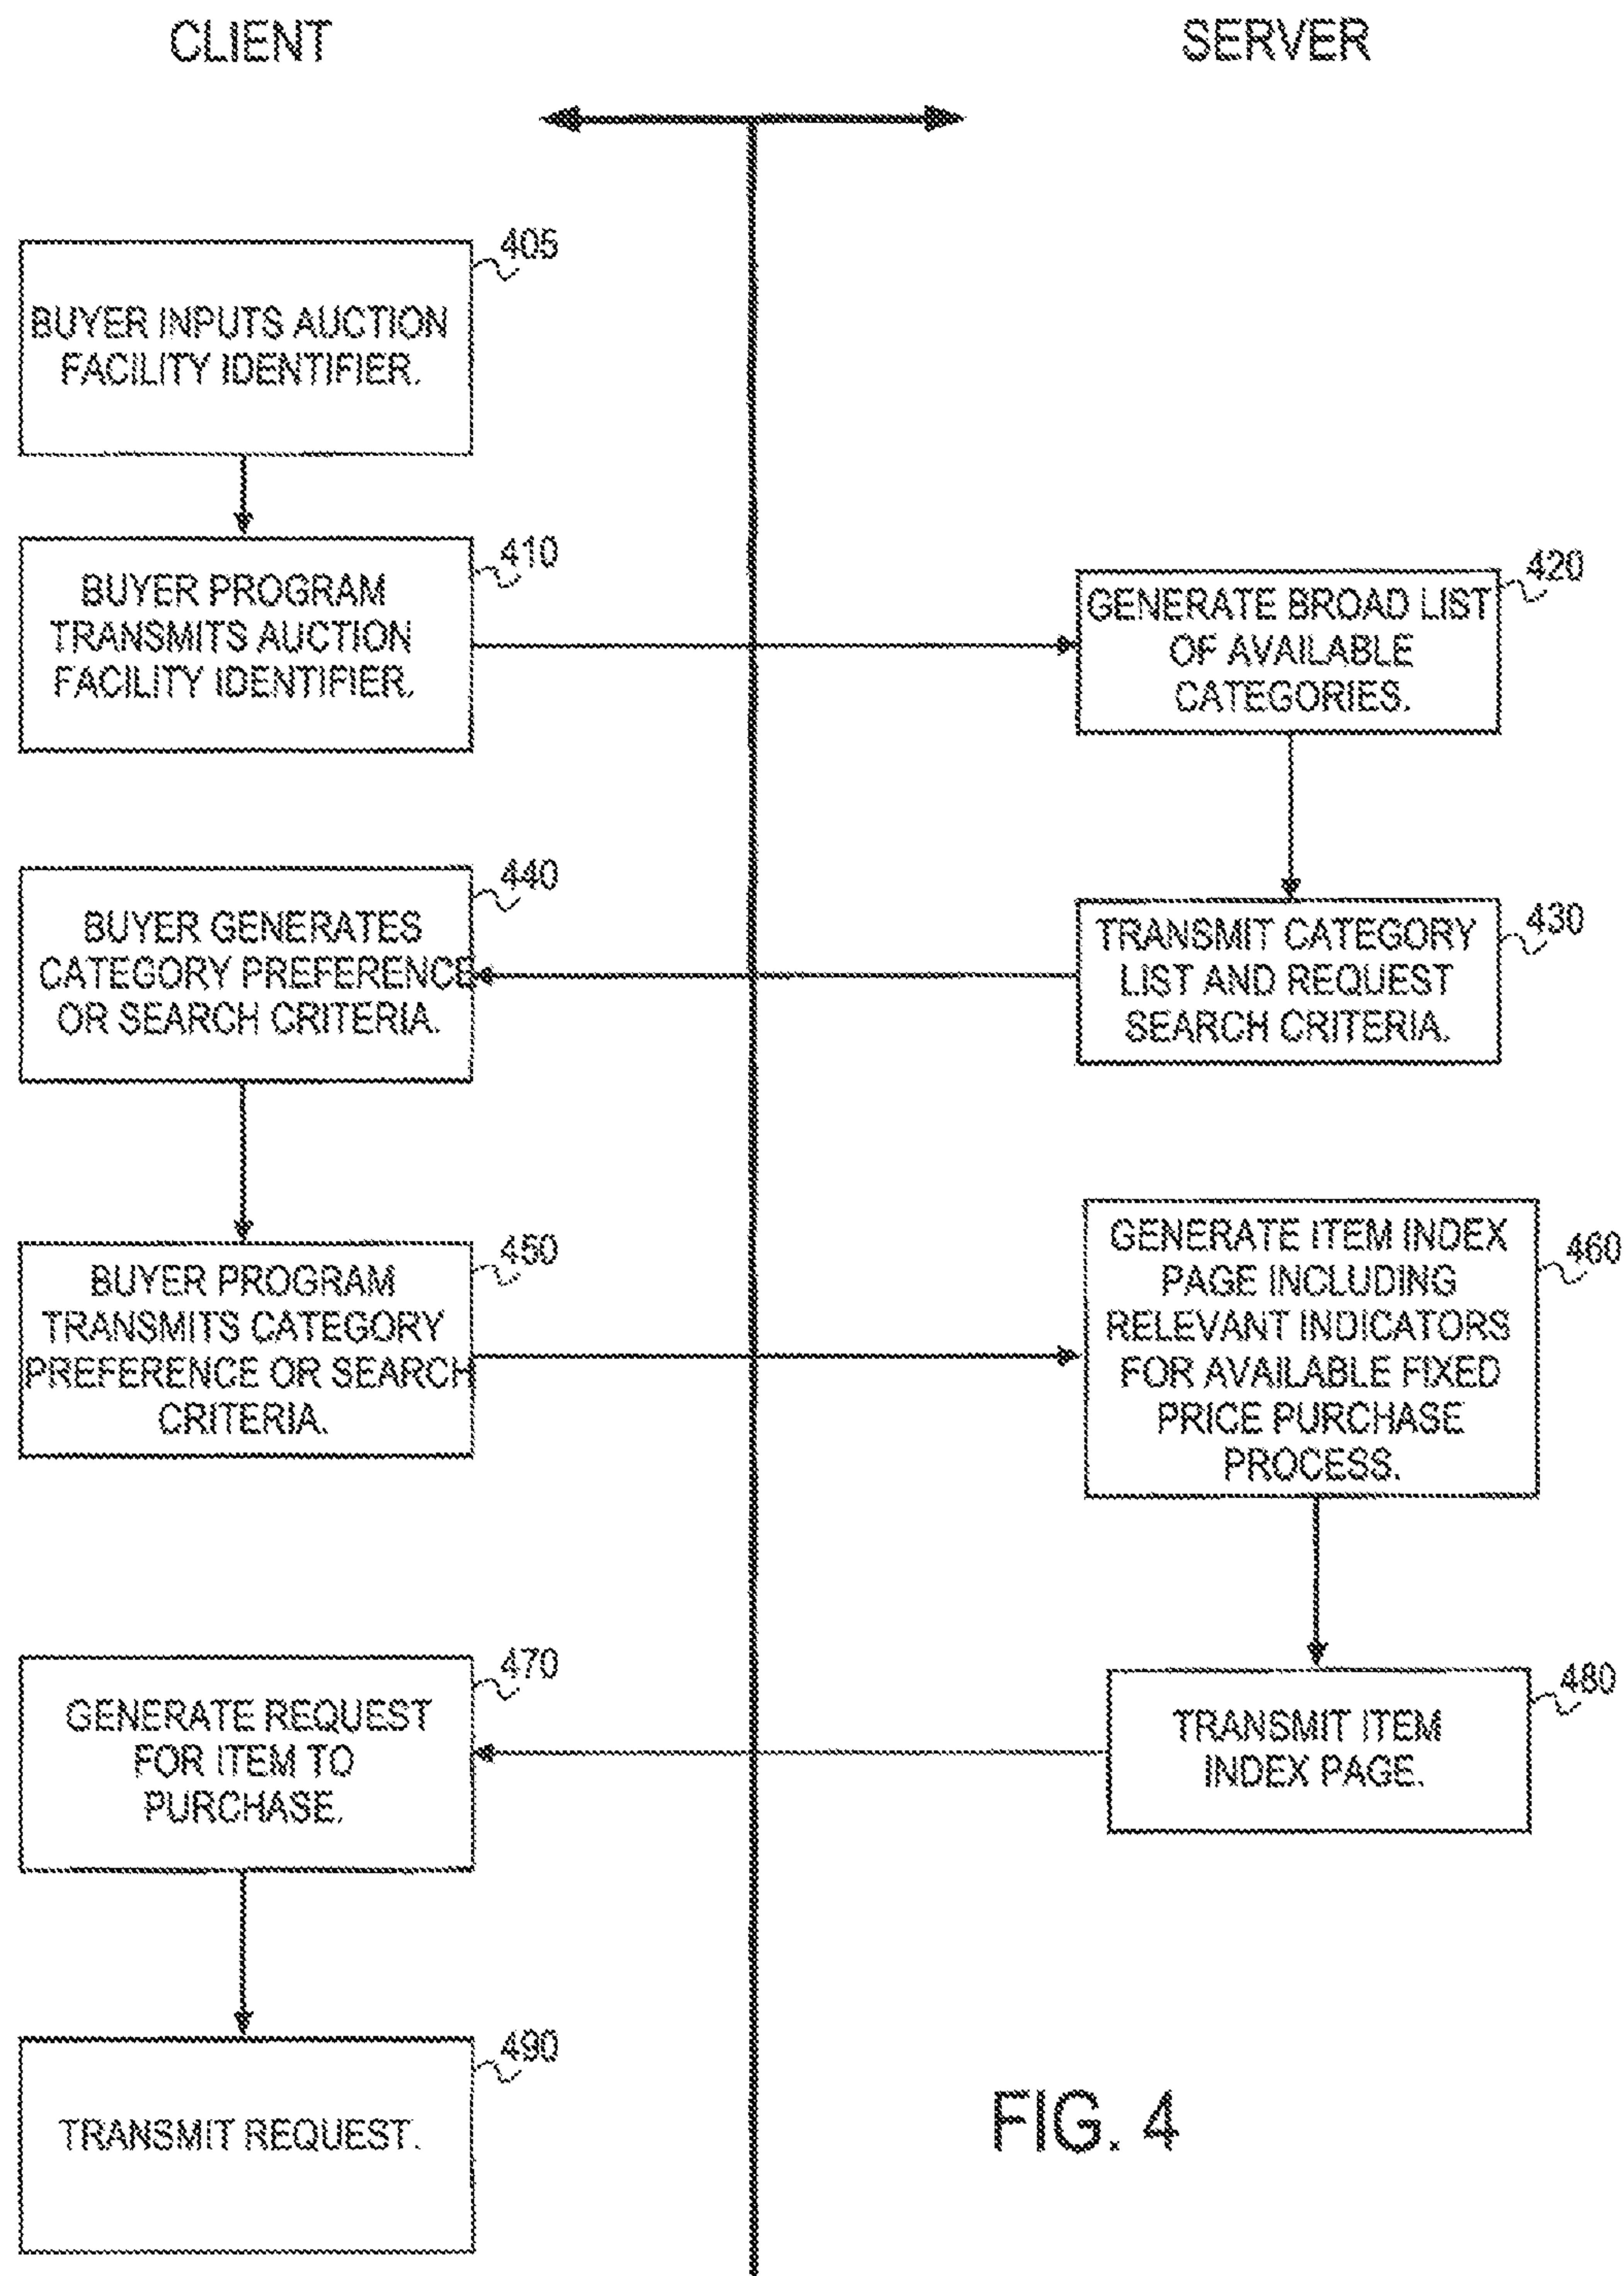 CLIENT
SERVER
405
BUYER INPUTS AUCTION
FACILITY IDENTIFIER.
410
BUYER PROGRAM
TRANSMITS AUCTION
FACILITY IDENTIFIER.
420
GENERATE BROAD LIST
OF AVAILABLE
CATEGORIES.
430
TRANSMIT CATEGORY
LIST AND REQUEST
SEARCH CRITERIA.
440
BUYER GENERATES
CATEGORY PREFERENCE
OR SEARCH CRITERIA.
450
BUYER PROGRAM
TRANSMITS CATEGORY
PREFERENCE OR SEARCH
CRITERIA.
460
GENERATE ITEM INDEX
PAGE INCLUDING
RELEVANT INDICATORS
FOR AVAILABLE FIXED
PRICE PURCHASE
PROCESS.
480
TRANSMIT ITEM
INDEX PAGE.
470
GENERATE REQUEST
FOR ITEM TO
PURCHASE.
490
TRANSMIT REQUEST.
FIG. 4